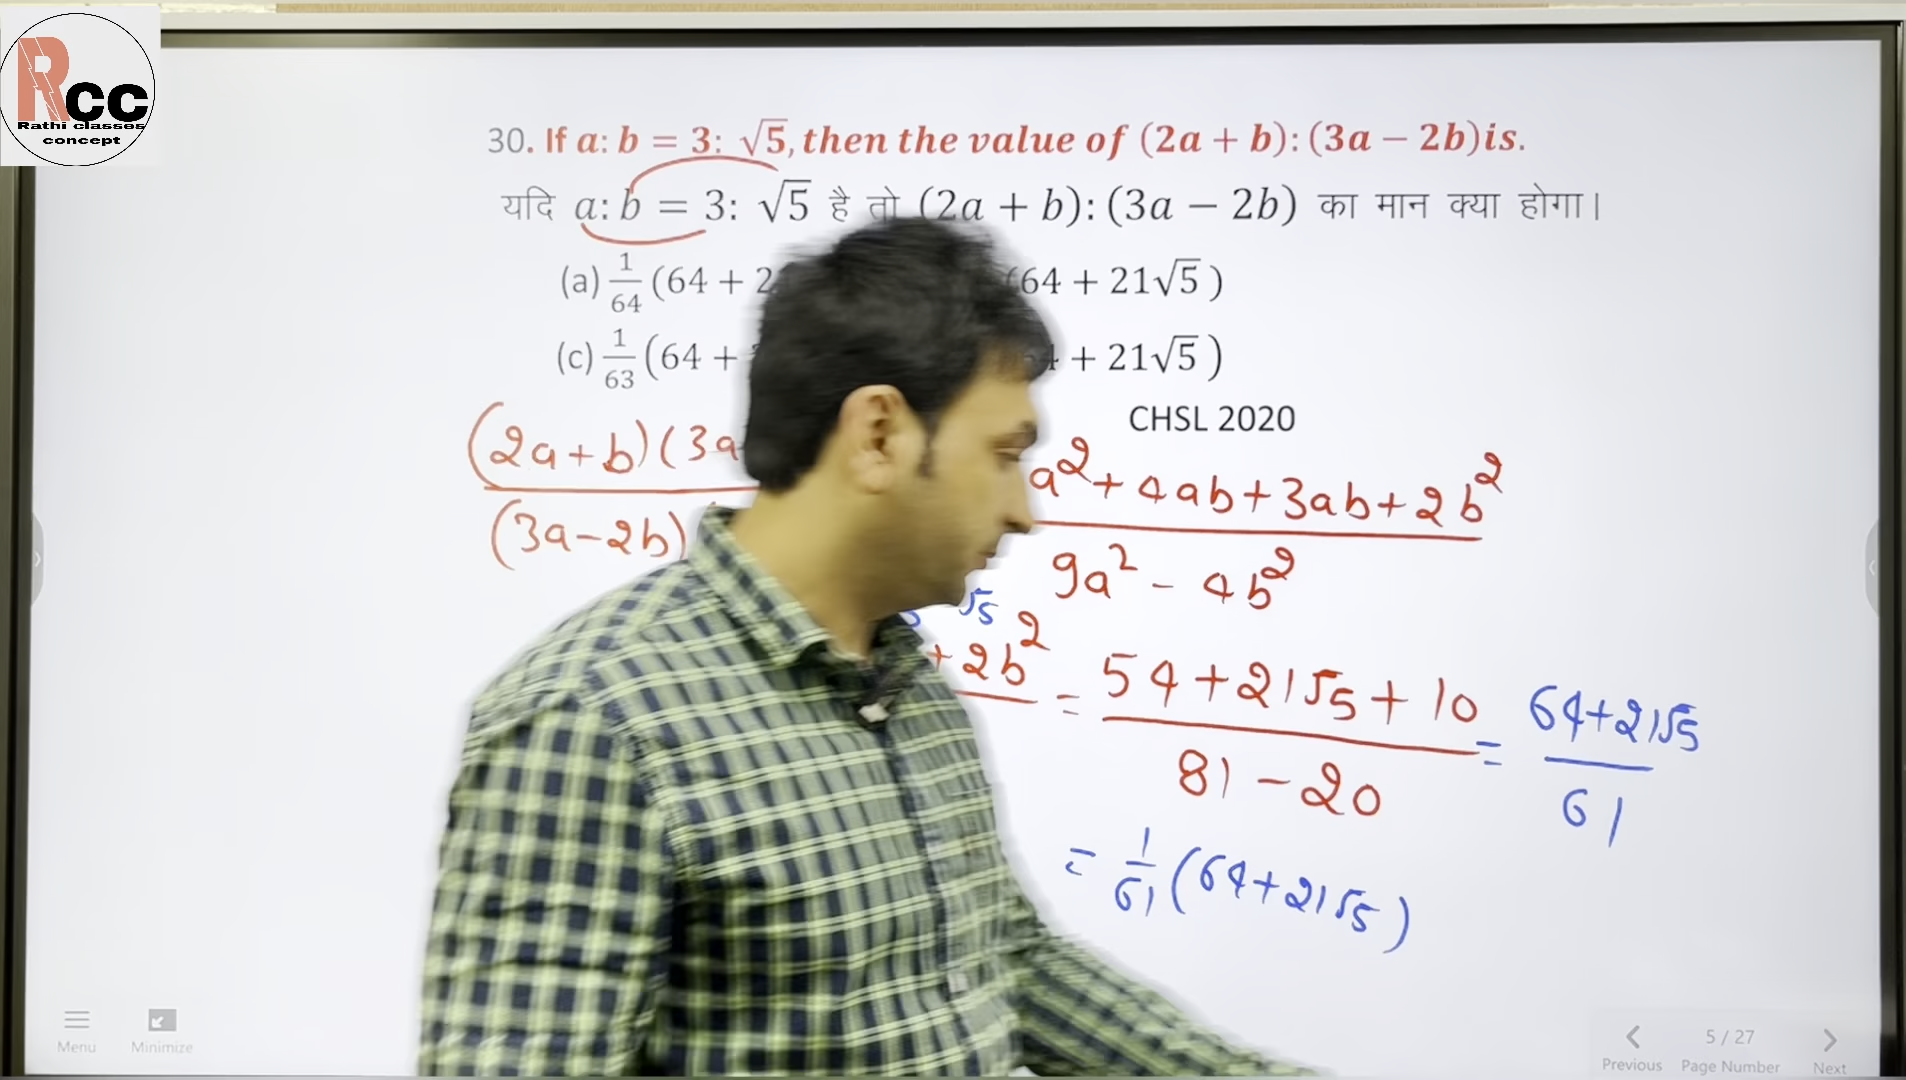 Rcc
Rathi classes
concept
30. If a: b = 3: √5, then the value of (2a + b): (3a − 2b) is.
यदि a: b = 3: √5 है तो (2a + b): (3a − 2b) का मान क्या होगा।
(a) 1/64 (64 + 2 (64 + 21√5)
(c) 1/63 (64 + + 21√5)
CHSL 2020
(2a+b)(3a a²+4ab+3ab+2b²
(3a-2b) 9a² - 4b²
√5
+2b² = 54+21√5+10 = 64+21√5
81-20 61
= 1/61 (64+21√5)
Menu Minimize
5 / 27
Previous Page Number Next